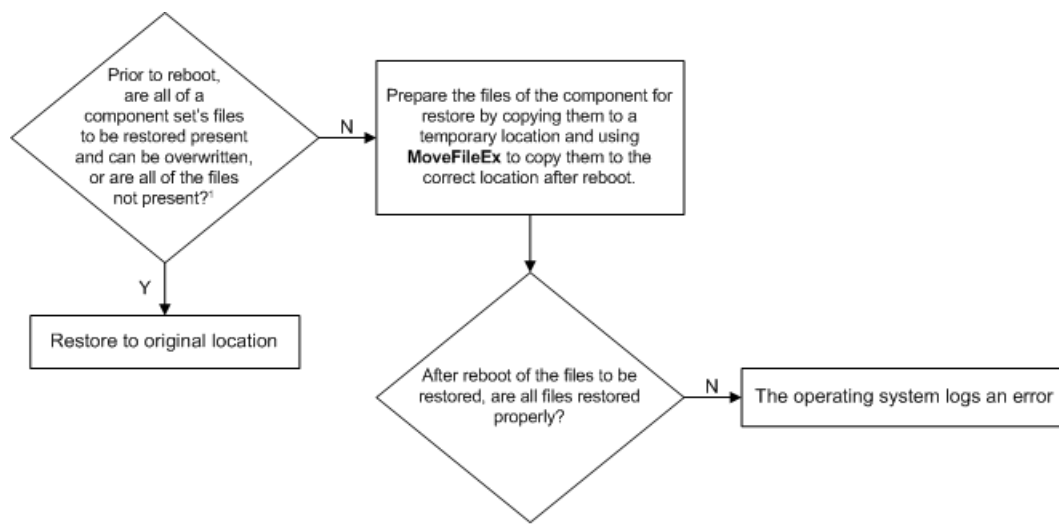 Prior to reboot,
are all of a
component set's files
to be restored present
and can be overwritten,
or are all of the files
not present?¹
N
Prepare the files of the component for
restore by copying them to a
temporary location and using
MoveFileEx to copy them to the
correct location after reboot.
Y
Restore to original location
After reboot of the files to be
restored, are all files restored
properly?
N
The operating system logs an error